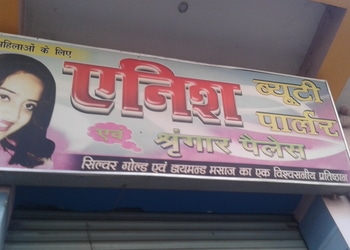 महिलाओं के लिए
एनिश ब्यूटी पार्लर
एवं श्रृंगार पैलेस
सिल्वर गोल्ड एवं डायमण्ड मसाज का एक विश्वसनीय प्रतिष्ठान